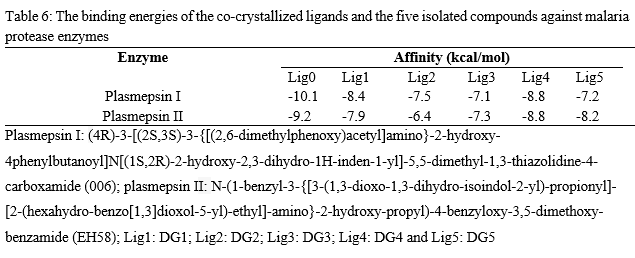 Table 6: The binding energies of the co-crystallized ligands and the five isolated compounds against malaria
protease enzymes
Enzyme Affinity (kcal/mol)
Lig0 Lig1 Lig2 Lig3 Lig4 Lig5
Plasmepsin I -10.1 -8.4 -7.5 -7.1 -8.8 -7.2
Plasmepsin II -9.2 -7.9 -6.4 -7.3 -8.8 -8.2
Plasmepsin I: (4R)-3-[(2S,3S)-3-{[(2,6-dimethylphenoxy)acetyl]amino}-2-hydroxy-
4phenylbutanoyl]N[(1S,2R)-2-hydroxy-2,3-dihydro-1H-inden-1-yl]-5,5-dimethyl-1,3-thiazolidine-4-
carboxamide (006); plasmepsin II: N-(1-benzyl-3-{[3-(1,3-dioxo-1,3-dihydro-isoindol-2-yl)-propionyl]-
[2-(hexahydro-benzo[1,3]dioxol-5-yl)-ethyl]-amino}-2-hydroxy-propyl)-4-benzyloxy-3,5-dimethoxy-
benzamide (EH58); Lig1: DG1; Lig2: DG2; Lig3: DG3; Lig4: DG4 and Lig5: DG5